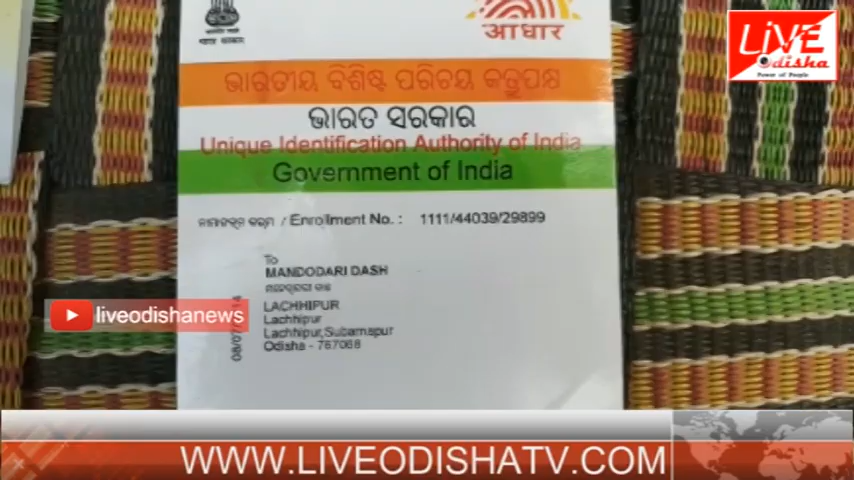 LIVE
Odisha
Power of People
भारत सरकार
आधार
ଭାରତୀୟ ବିଶିଷ୍ଟ ପରିଚୟ କର୍ତ୍ତୃପକ୍ଷ
ଭାରତ ସରକାର
Unique Identification Authority of India
Government of India
/ Enrollment No. : 1111/44039/29899
To
MANDODARI DASH
LACHHIPUR
Lachhipur
Lachhipur,Subarnapur
Odisha - 767068
liveodishanews
WWW.LIVEODISHATV.COM